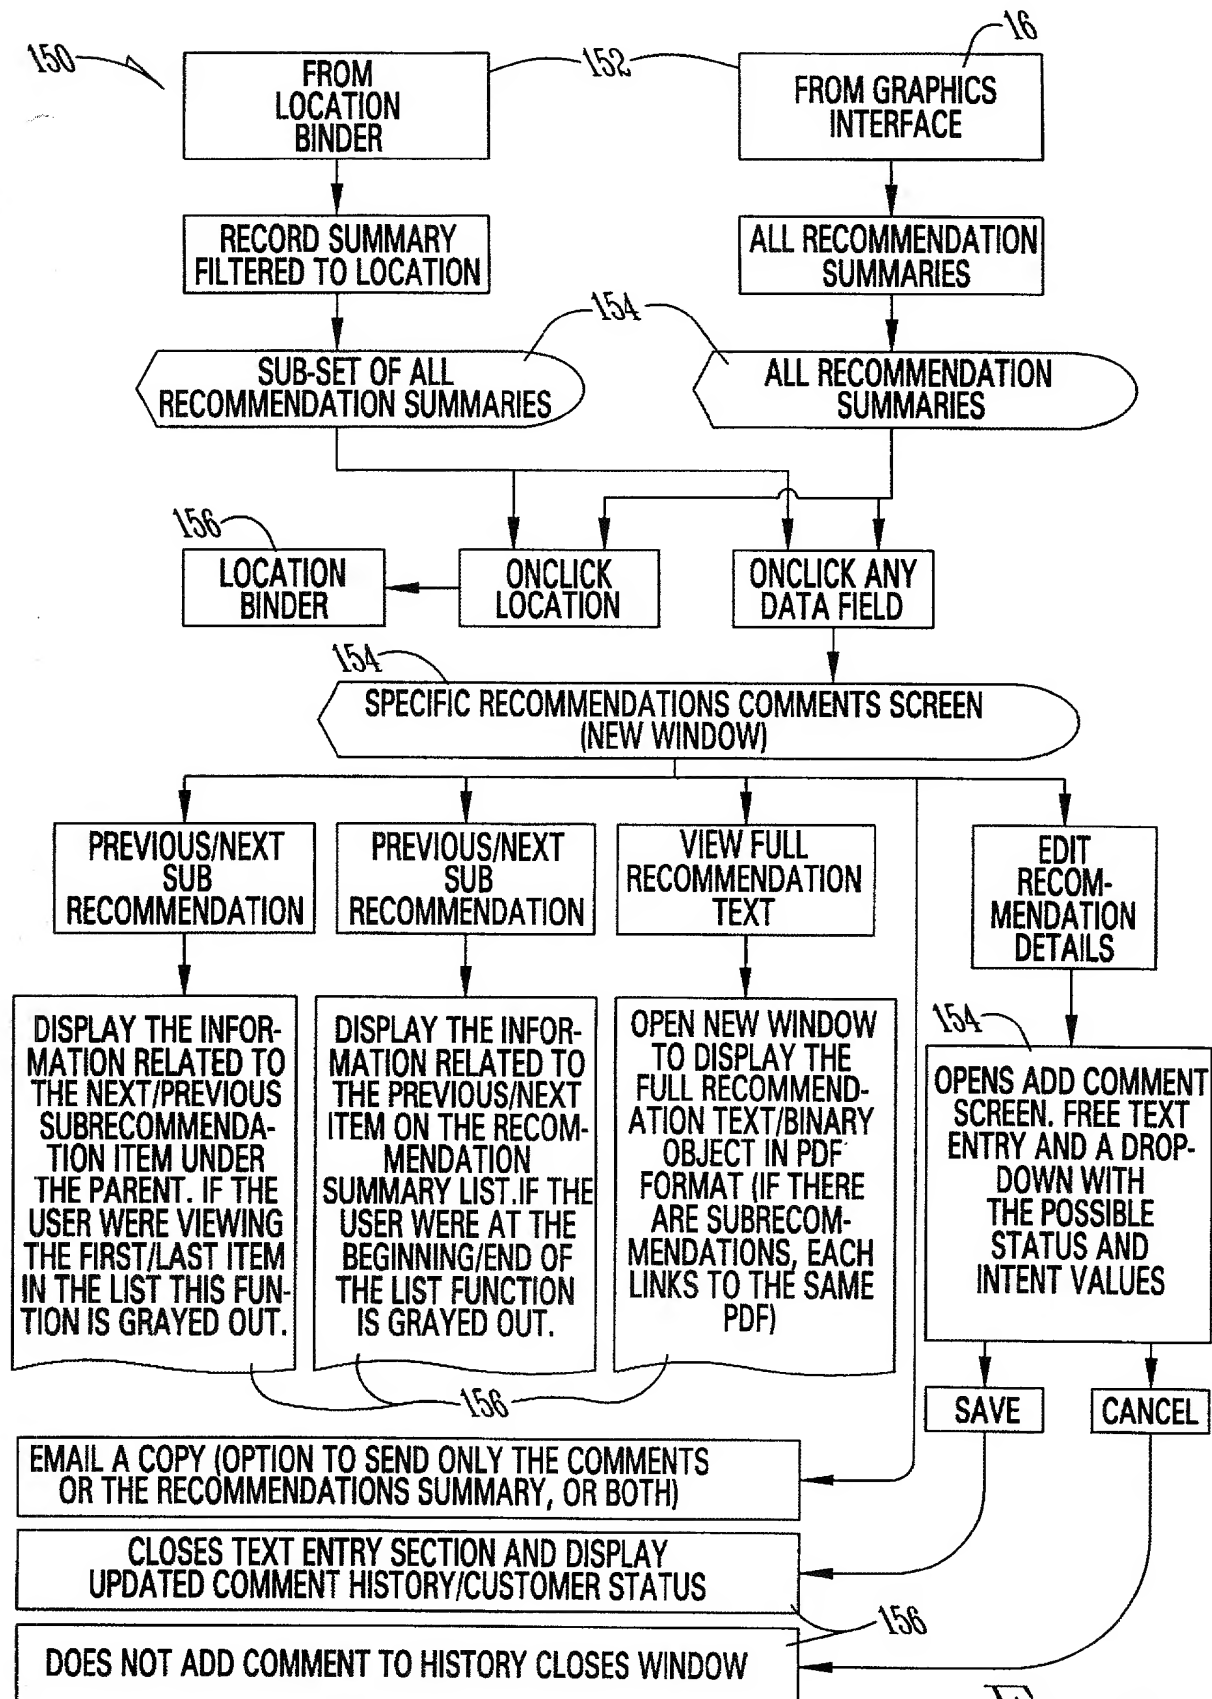 150
152
16
FROM
LOCATION
BINDER
FROM GRAPHICS
INTERFACE
RECORD SUMMARY
FILTERED TO LOCATION
ALL RECOMMENDATION
SUMMARIES
154
SUB-SET OF ALL
RECOMMENDATION SUMMARIES
ALL RECOMMENDATION
SUMMARIES
156
LOCATION
BINDER
ONCLICK
LOCATION
ONCLICK ANY
DATA FIELD
154
SPECIFIC RECOMMENDATIONS COMMENTS SCREEN
(NEW WINDOW)
PREVIOUS/NEXT
SUB
RECOMMENDATION
PREVIOUS/NEXT
SUB
RECOMMENDATION
VIEW FULL
RECOMMENDATION
TEXT
EDIT
RECOM-
MENDATION
DETAILS
DISPLAY THE INFOR-
MATION RELATED TO
THE NEXT/PREVIOUS
SUBRECOMMENDA-
TION ITEM UNDER
THE PARENT. IF THE
USER WERE VIEWING
THE FIRST/LAST ITEM
IN THE LIST THIS FUN-
TION IS GRAYED OUT.
DISPLAY THE INFOR-
MATION RELATED TO
THE PREVIOUS/NEXT
ITEM ON THE RECOM-
MENDATION
SUMMARY LIST.IF THE
USER WERE AT THE
BEGINNING/END OF
THE LIST FUNCTION
IS GRAYED OUT.
OPEN NEW WINDOW
TO DISPLAY THE
FULL RECOMMEND-
ATION TEXT/BINARY
OBJECT IN PDF
FORMAT (IF THERE
ARE SUBRECOM-
MENDATIONS, EACH
LINKS TO THE SAME
PDF)
154
OPENS ADD COMMENT
SCREEN. FREE TEXT
ENTRY AND A DROP-
DOWN WITH
THE POSSIBLE
STATUS AND
INTENT VALUES
156
SAVE
CANCEL
EMAIL A COPY (OPTION TO SEND ONLY THE COMMENTS
OR THE RECOMMENDATIONS SUMMARY, OR BOTH)
CLOSES TEXT ENTRY SECTION AND DISPLAY
UPDATED COMMENT HISTORY/CUSTOMER STATUS
156
DOES NOT ADD COMMENT TO HISTORY CLOSES WINDOW